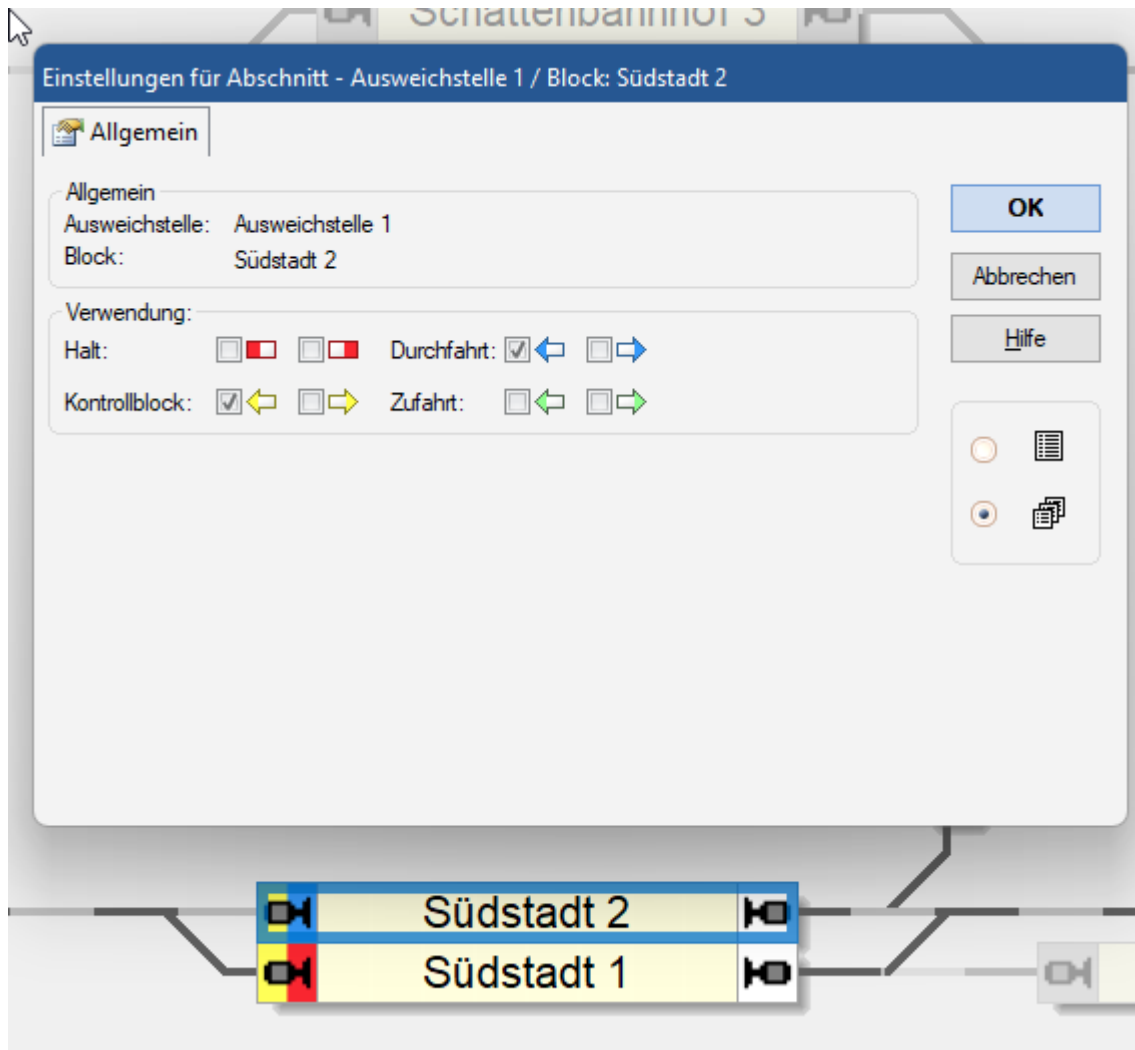 Schattenbahnhof 3
Einstellungen für Abschnitt - Ausweichstelle 1 / Block: Südstadt 2
Allgemein
Allgemein
Ausweichstelle: Ausweichstelle 1
Block: Südstadt 2
OK
Abbrechen
Hilfe
Verwendung:
Halt: Durchfahrt:
Kontrollblock: Zufahrt:
Südstadt 2
Südstadt 1